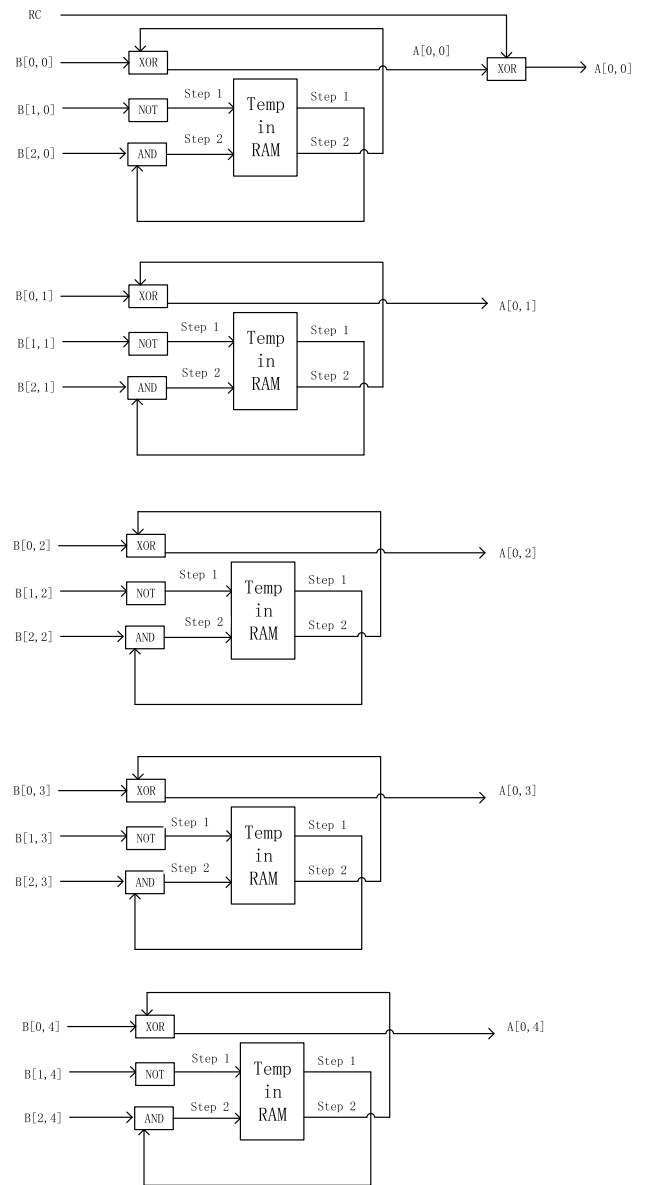 RC
A[0,0]
B[0,0]
XOR
XOR
A[0,0]
B[1,0]
NOT
Step 1
Temp
in
RAM
Step 1
B[2,0]
AND
Step 2
Step 2
B[0,1]
XOR
A[0,1]
B[1,1]
NOT
Step 1
Temp
in
RAM
Step 1
B[2,1]
AND
Step 2
Step 2
B[0,2]
XOR
A[0,2]
B[1,2]
NOT
Step 1
Temp
in
RAM
Step 1
B[2,2]
AND
Step 2
Step 2
B[0,3]
XOR
A[0,3]
B[1,3]
NOT
Step 1
Temp
in
RAM
Step 1
B[2,3]
AND
Step 2
Step 2
B[0,4]
XOR
A[0,4]
B[1,4]
NOT
Step 1
Temp
in
RAM
Step 1
B[2,4]
AND
Step 2
Step 2